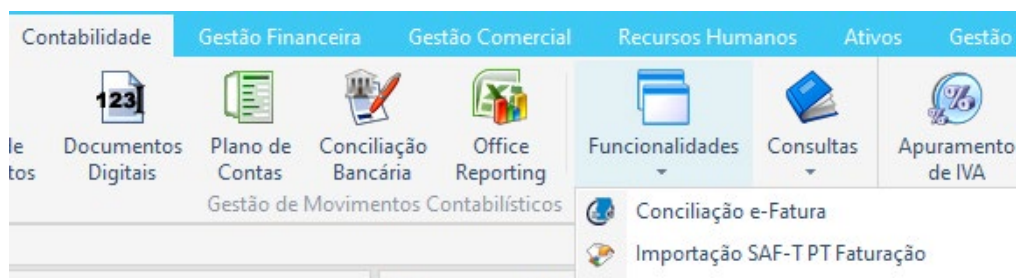 Contabilidade Gestão Financeira Gestão Comercial Recursos Humanos Ativos Gestão
123
Documentos Digitais
Plano de Contas
Conciliação Bancária
Office Reporting
Funcionalidades
Consultas
Apuramento de IVA
Gestão de Movimentos Contabilísticos
Conciliação e-Fatura
Importação SAF-T PT Faturação